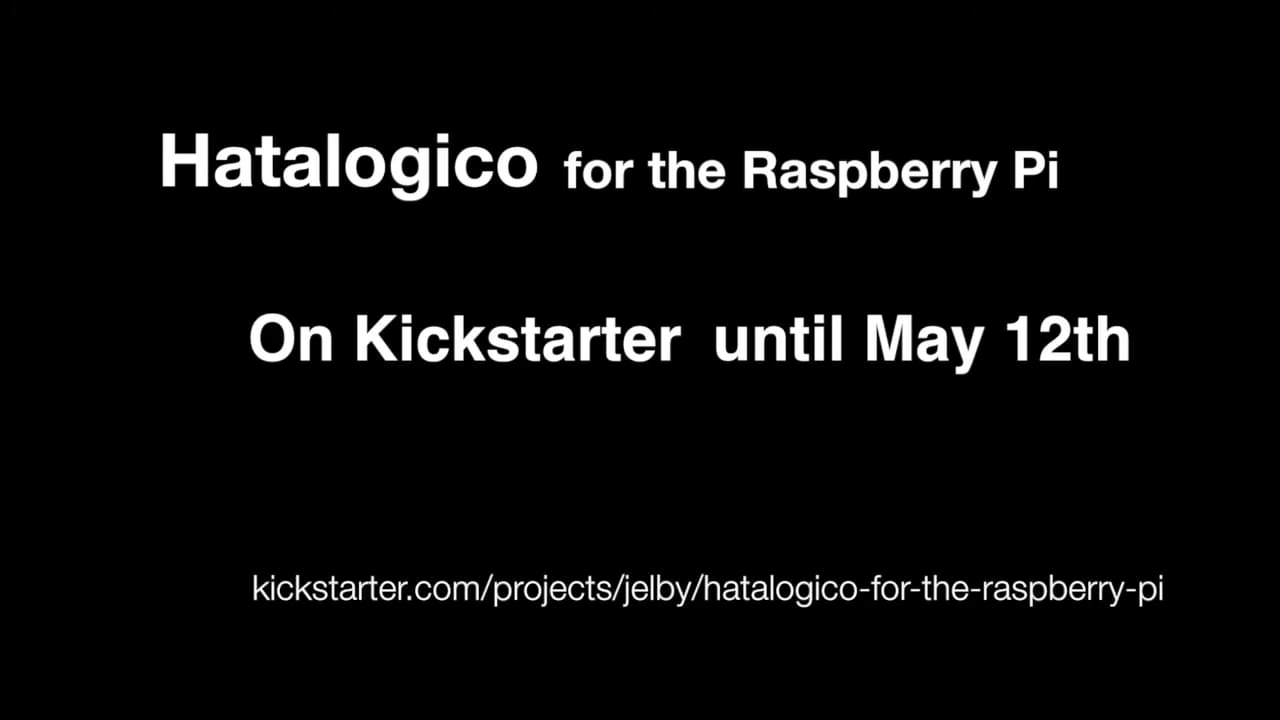 Hatalogico for the Raspberry Pi
On Kickstarter until May 12th
kickstarter.com/projects/jelby/hatalogico-for-the-raspberry-pi